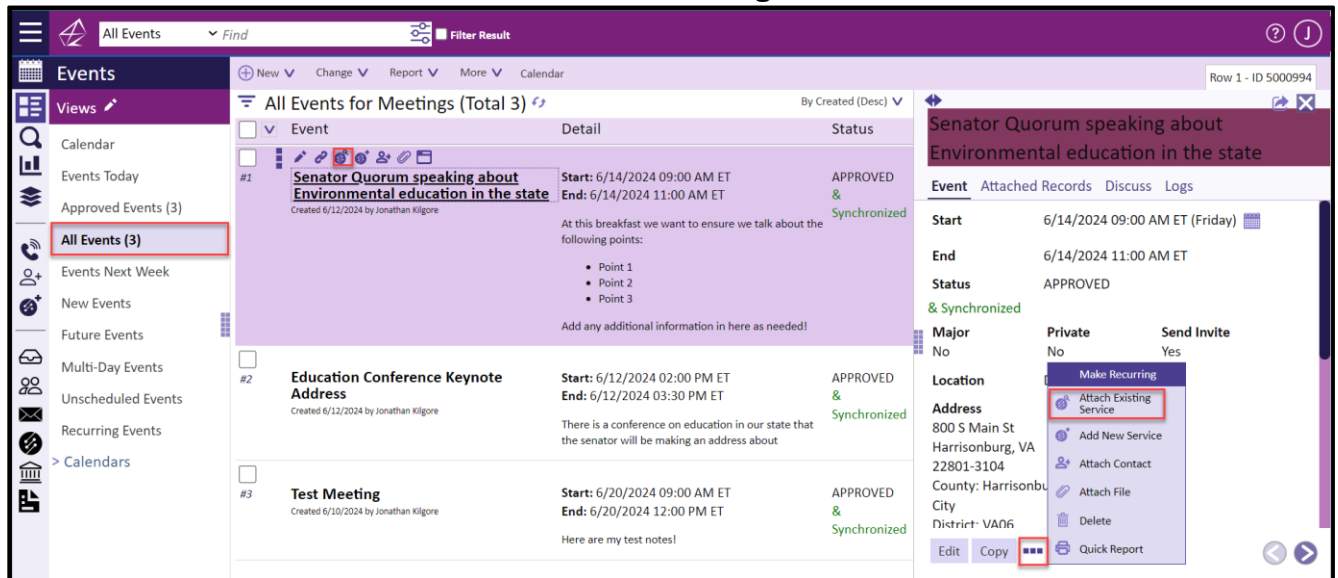 All Events
Find
Filter Result
?
J
Events
New
Change
Report
More
Calendar
Row 1 - ID 5000994
Views
Calendar
Events Today
Approved Events (3)
All Events (3)
Events Next Week
New Events
Future Events
Multi-Day Events
Unscheduled Events
Recurring Events
> Calendars
All Events for Meetings (Total 3)
By Created (Desc)
Event
Detail
Status
#1
Senator Quorum speaking about
Environmental education in the state
Created 6/12/2024 by Jonathan Kilgore
Start: 6/14/2024 09:00 AM ET
End: 6/14/2024 11:00 AM ET
At this breakfast we want to ensure we talk about the
following points:
• Point 1
• Point 2
• Point 3
Add any additional information in here as needed!
APPROVED
&
Synchronized
#2
Education Conference Keynote
Address
Created 6/12/2024 by Jonathan Kilgore
Start: 6/12/2024 02:00 PM ET
End: 6/12/2024 03:30 PM ET
There is a conference on education in our state that
the senator will be making an address about
APPROVED
&
Synchronized
#3
Test Meeting
Created 6/10/2024 by Jonathan Kilgore
Start: 6/20/2024 09:00 AM ET
End: 6/20/2024 12:00 PM ET
Here are my test notes!
APPROVED
&
Synchronized
Senator Quorum speaking about
Environmental education in the state
Event Attached Records Discuss Logs
Start 6/14/2024 09:00 AM ET (Friday)
End 6/14/2024 11:00 AM ET
Status APPROVED
& Synchronized
Major Private Send Invite
No No Yes
Location
Address
800 S Main St
Harrisonburg, VA
22801-3104
County: Harrisonbu
City
District: VA06
Make Recurring
Attach Existing
Service
Add New Service
Attach Contact
Attach File
Delete
Quick Report
Edit Copy